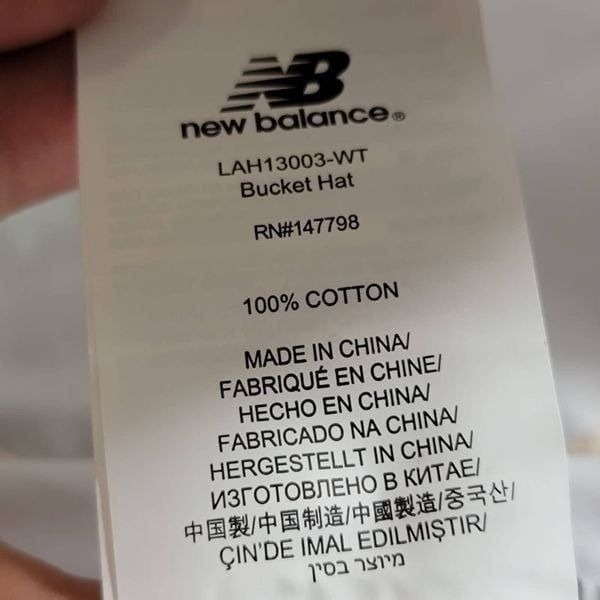 NB
new balance®
LAH13003-WT
Bucket Hat
RN#147798
100% COTTON
MADE IN CHINA/
FABRIQUÉ EN CHINE/
HECHO EN CHINA/
FABRICADO NA CHINA/
HERGESTELLT IN CHINA/
ИЗГОТОВЛЕНО В КИТАЕ/
中国製/中国制造/中國製造/중국산/
ÇIN'DE IMAL EDILMIŞTIR/
מיוצר בסין